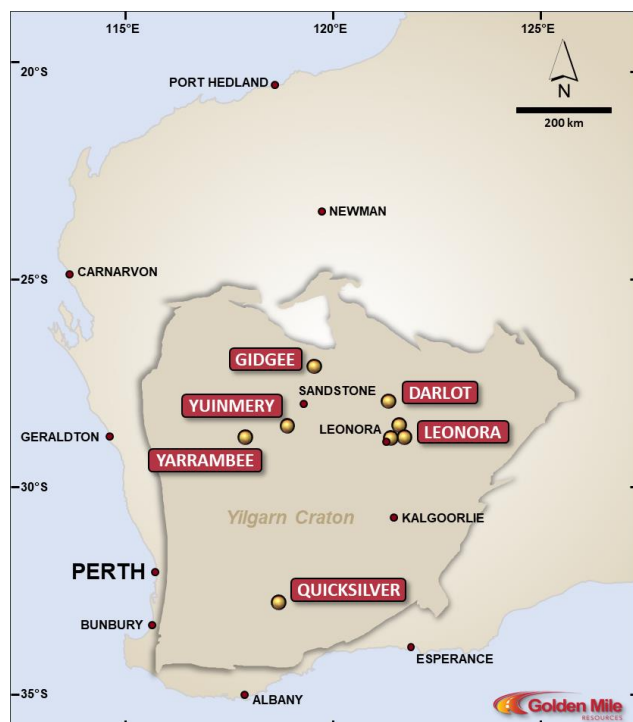 115°E
120°E
125°E
20°S
PORT HEDLAND
N
200 km
NEWMAN
CARNARVON
25°S
GIDGEE
SANDSTONE
DARLOT
YUINMERY
LEONORA
LEONORA
GERALDTON
YARRAMBEE
30°S
Yilgarn Craton
KALGOORLIE
PERTH
QUICKSILVER
BUNBURY
ESPERANCE
35°S
ALBANY
Golden Mile
RESOURCES